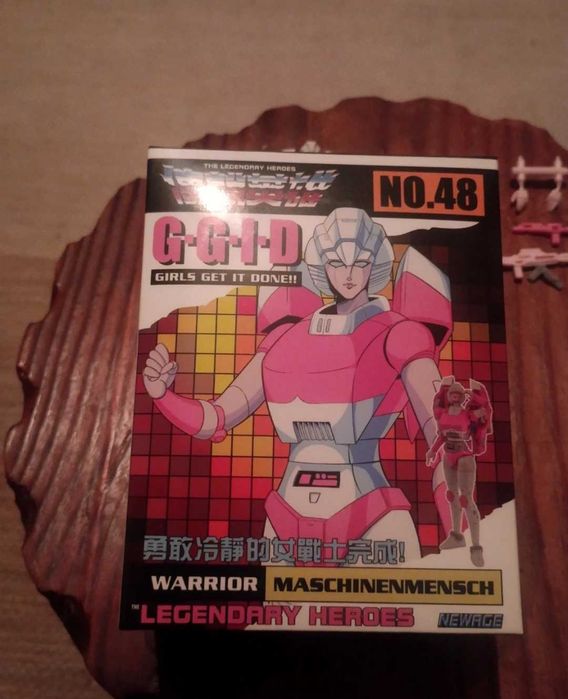 THE LEGENDARY HEROES
NO.48
G·G·I·D
GIRLS GET IT DONE!!
勇敢冷靜的女戰士完成!
WARRIOR MASCHINENMENSCH
THE LEGENDARY HEROES
NEWAGE